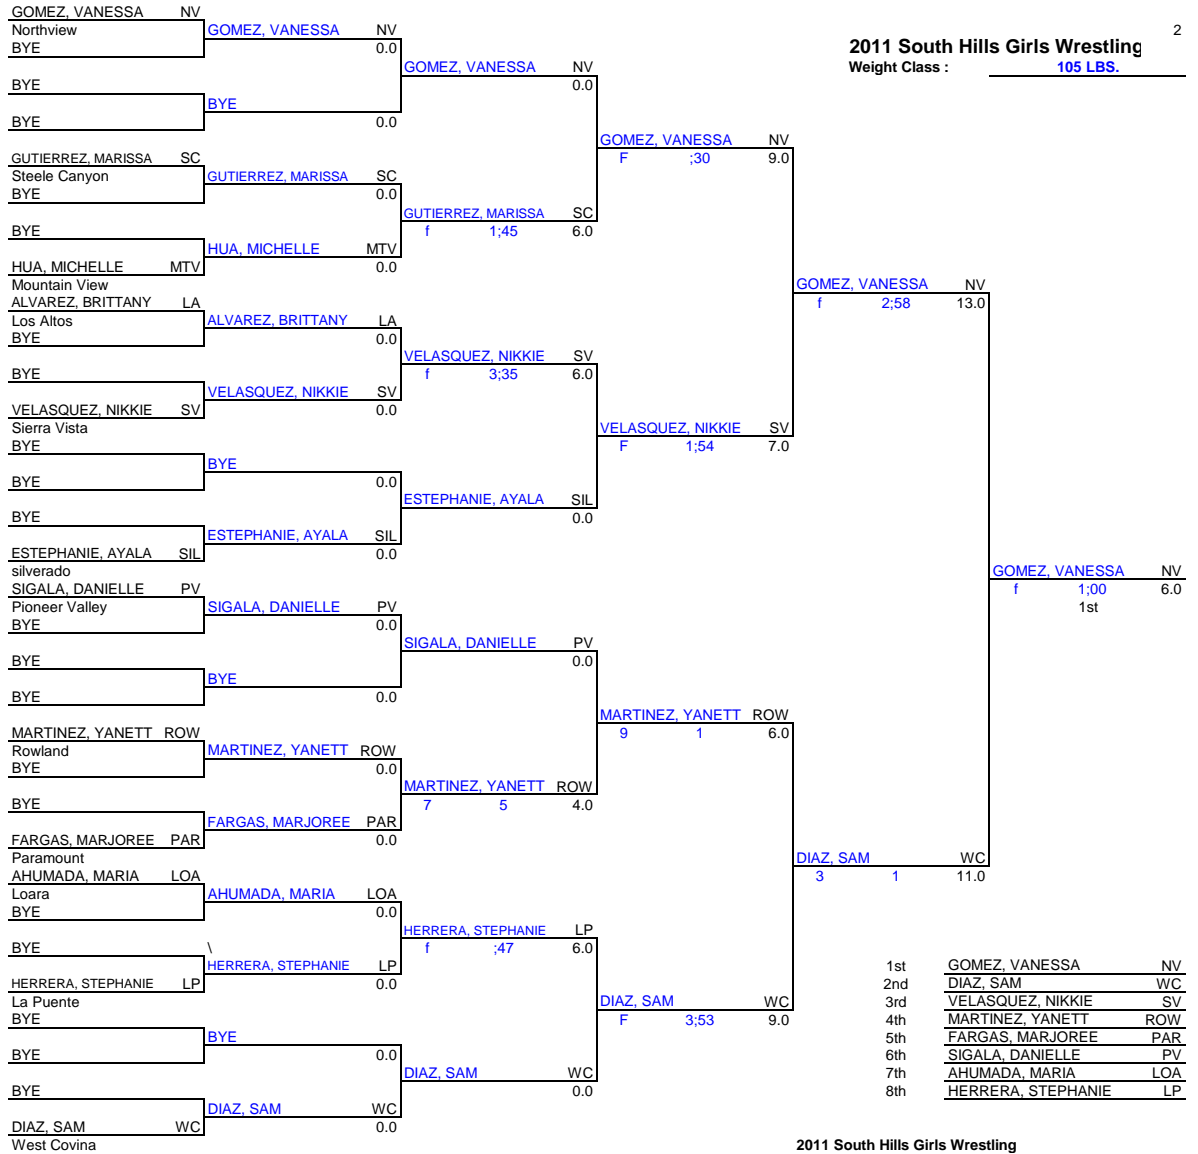 GOMEZ, VANESSA NV
Northview GOMEZ, VANESSA NV 2
BYE 0.0 2011 South Hills Girls Wrestling
GOMEZ, VANESSA NV Weight Class : 105 LBS.
BYE 0.0
BYE
BYE 0.0
GOMEZ, VANESSA NV
GUTIERREZ, MARISSA SC F ;30 9.0
Steele Canyon GUTIERREZ, MARISSA SC
BYE 0.0
GUTIERREZ, MARISSA SC
BYE f 1;45 6.0
HUA, MICHELLE MTV
HUA, MICHELLE MTV 0.0
Mountain View GOMEZ, VANESSA NV
ALVAREZ, BRITTANY LA f 2;58 13.0
Los Altos ALVAREZ, BRITTANY LA
BYE 0.0
VELASQUEZ, NIKKIE SV
BYE f 3;35 6.0
VELASQUEZ, NIKKIE SV
VELASQUEZ, NIKKIE SV 0.0
Sierra Vista VELASQUEZ, NIKKIE SV
BYE F 1;54 7.0
BYE
BYE 0.0
ESTEPHANIE, AYALA SIL
BYE 0.0
ESTEPHANIE, AYALA SIL
ESTEPHANIE, AYALA SIL 0.0
silverado GOMEZ, VANESSA NV
SIGALA, DANIELLE PV f 1;00 6.0
Pioneer Valley SIGALA, DANIELLE PV 1st
BYE 0.0
SIGALA, DANIELLE PV
BYE 0.0
BYE
BYE 0.0
MARTINEZ, YANETT ROW
MARTINEZ, YANETT ROW 9 1 6.0
Rowland MARTINEZ, YANETT ROW
BYE 0.0
MARTINEZ, YANETT ROW
BYE 7 5 4.0
FARGAS, MARJOREE PAR
FARGAS, MARJOREE PAR 0.0
Paramount DIAZ, SAM WC
AHUMADA, MARIA LOA 3 1 11.0
Loara AHUMADA, MARIA LOA
BYE 0.0
HERRERA, STEPHANIE LP
BYE \ f ;47 6.0
HERRERA, STEPHANIE LP 1st GOMEZ, VANESSA NV
HERRERA, STEPHANIE LP 0.0 2nd DIAZ, SAM WC
La Puente DIAZ, SAM WC 3rd VELASQUEZ, NIKKIE SV
BYE F 3;53 9.0 4th MARTINEZ, YANETT ROW
BYE 5th FARGAS, MARJOREE PAR
BYE 0.0 6th SIGALA, DANIELLE PV
DIAZ, SAM WC 7th AHUMADA, MARIA LOA
BYE 0.0 8th HERRERA, STEPHANIE LP
DIAZ, SAM WC
DIAZ, SAM WC 0.0
West Covina 2011 South Hills Girls Wrestling